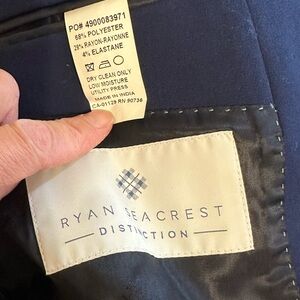 PO# 4900083971
68% POLYESTER
28% RAYON-RAYONNE
4% ELASTANE
DRY CLEAN ONLY
LOW MOISTURE
UTILITY PRESS
MADE IN INDIA
CA-01129 RN 90736
RYAN SEACREST
DISTINCTION